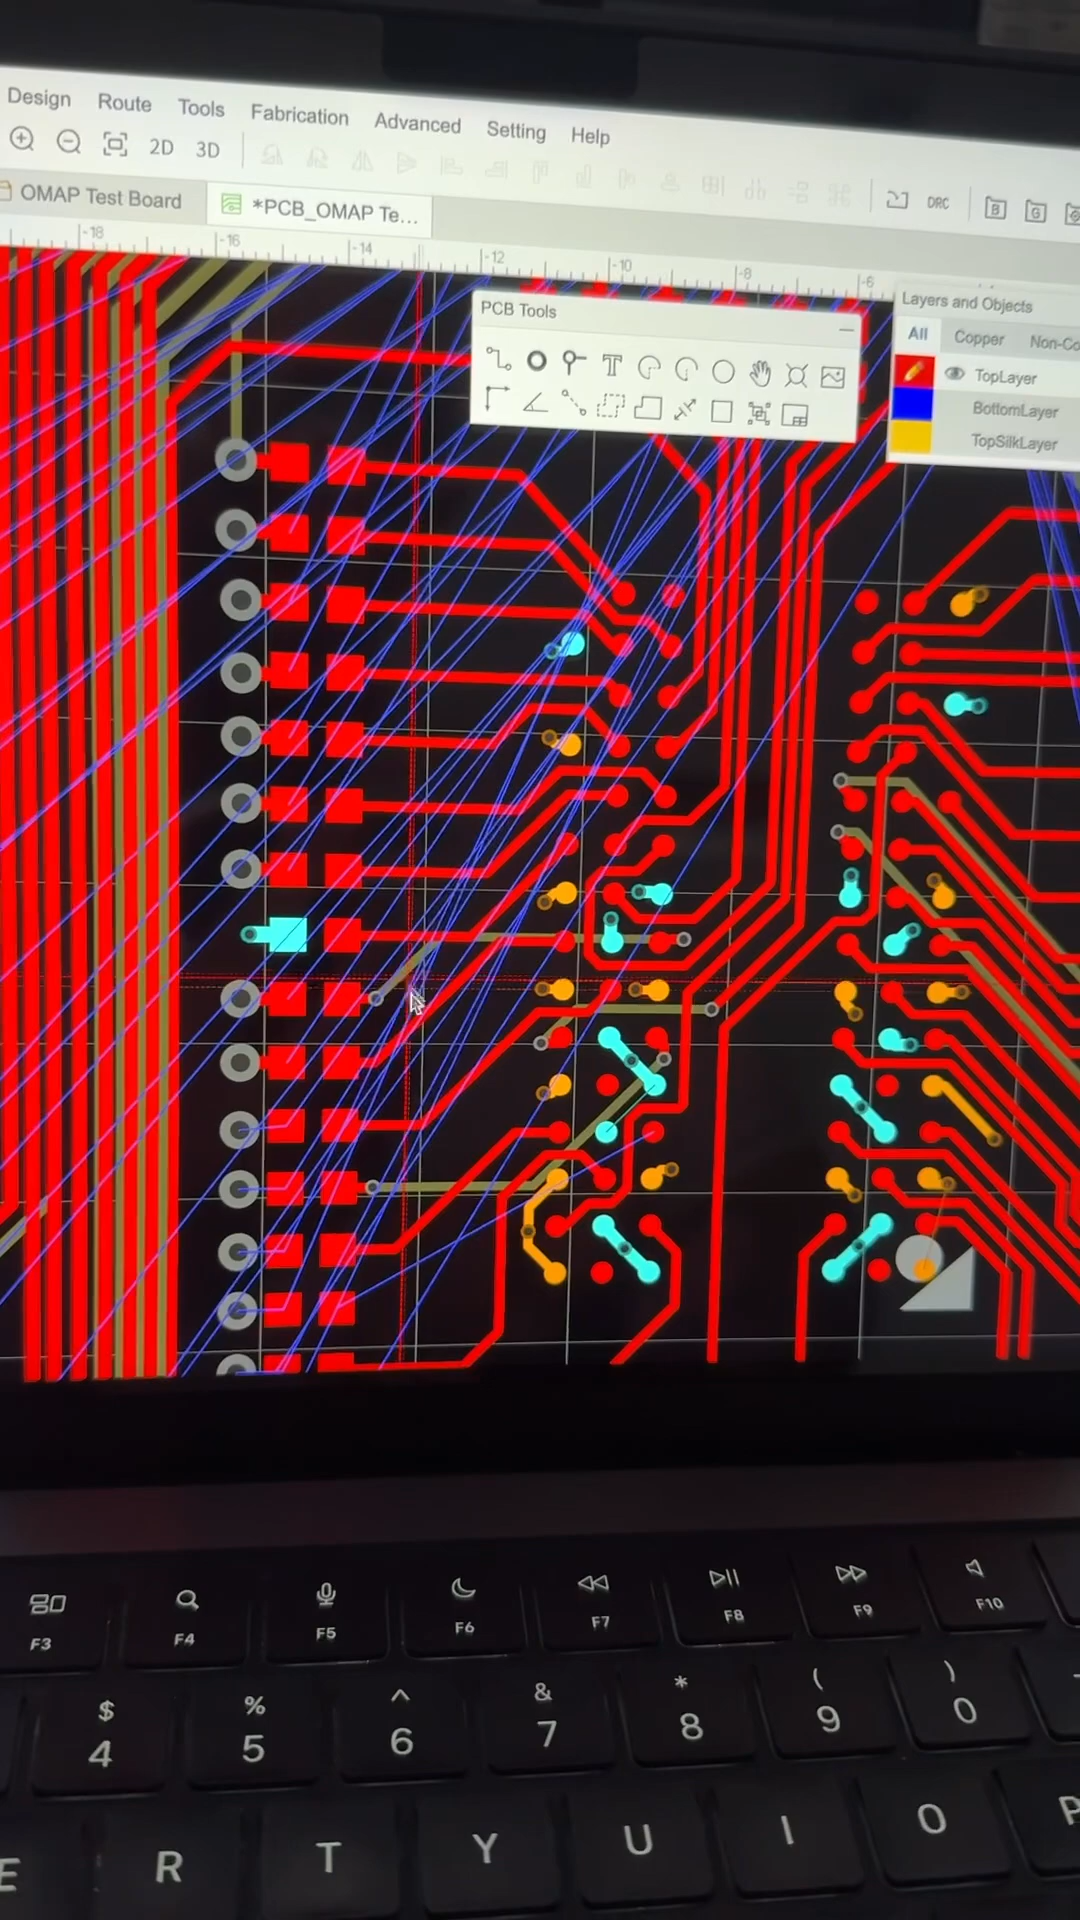 Design Route Tools Fabrication Advanced Setting Help
2D 3D DRC
OMAP Test Board *PCB_OMAP Te...
-18 -16 -14 -12 -10 -8 -6
PCB Tools
T
Layers and Objects
All Copper Non-Co
TopLayer
BottomLayer
TopSilkLayer
F3 F4 F5 F6 F7 F8 F9 F10
$ % ^ & * ( )
4 5 6 7 8 9 0
E R T Y U I O P